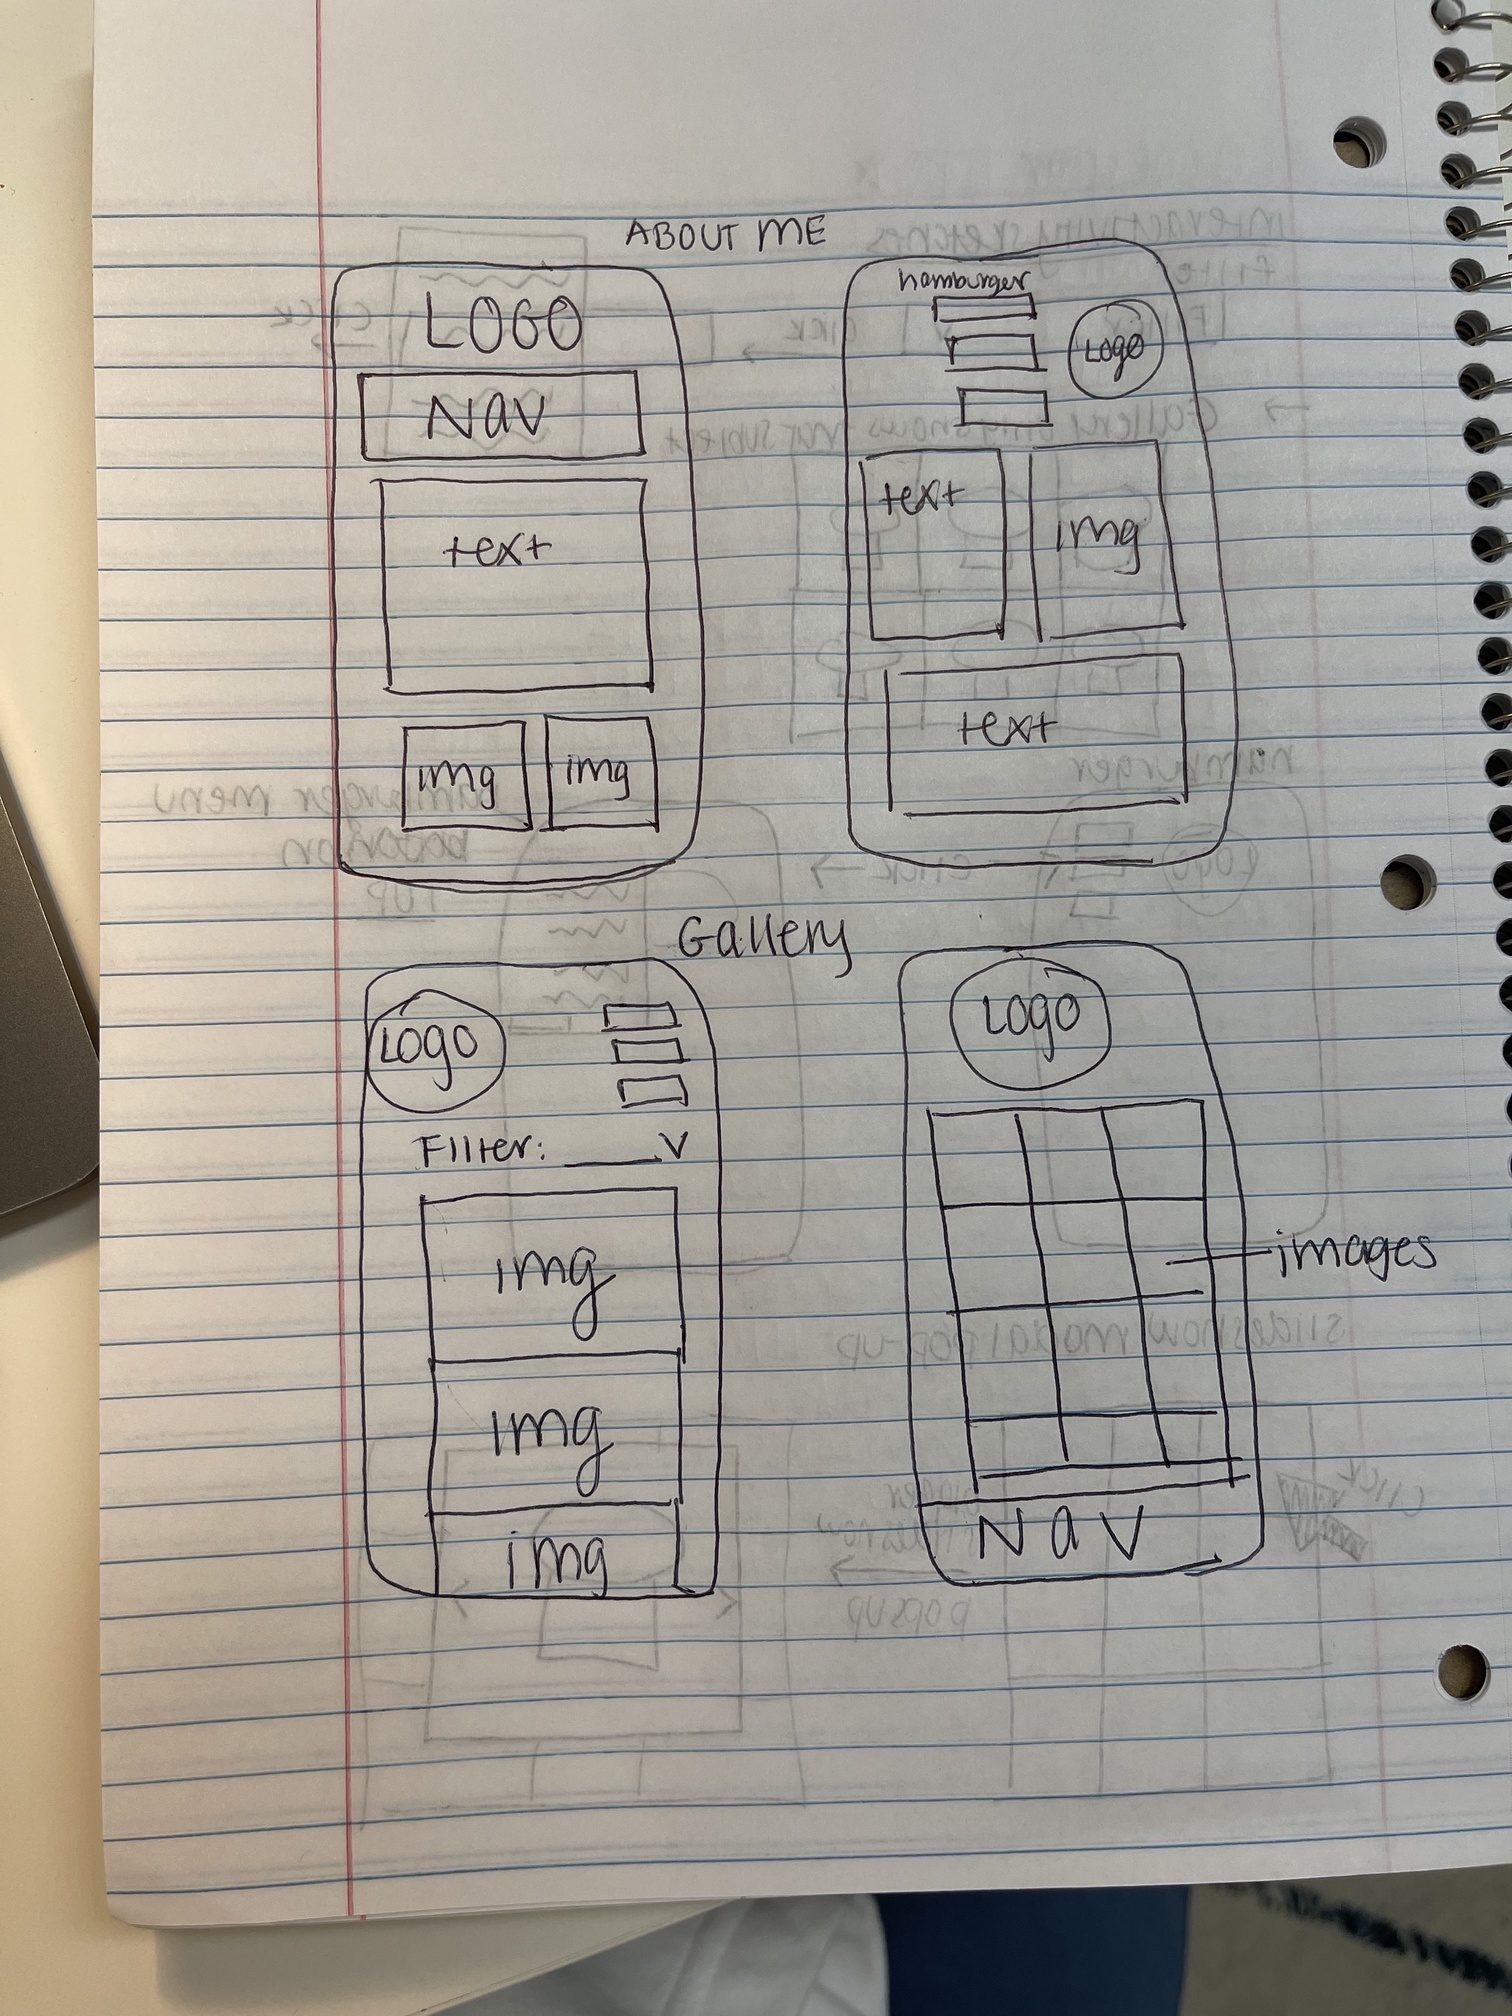 ABOUT ME
LOGO
Nav
text
img img
hamburger
Logo
text
img
text
Gallery
Logo
Filter: ____ V
img
img
img
Logo
images
Nav